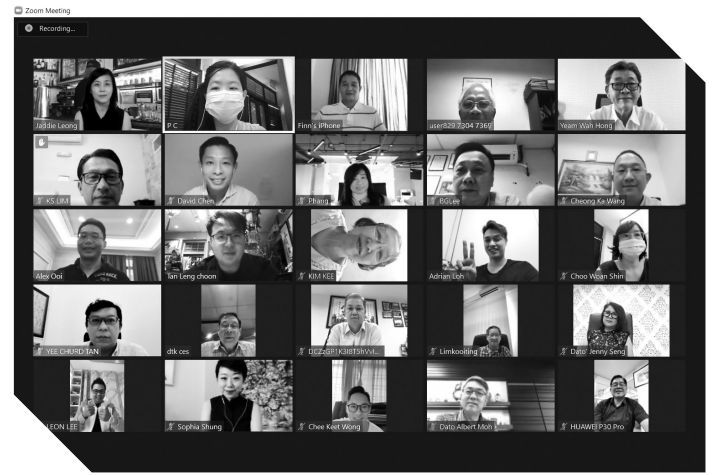 Zoom Meeting
Recording...
Jaddie Leong
P C
Finn's iPhone
user829 7304 7369
Yeam Wah Hong
KS LIM
David Chen
Phang
BGLee
Cheong Ka Wang
Alex Ooi
Tan Leng choon
KIM KEE
Adrian Loh
Choo Woan Shin
YEE CHURD TAN
dtk ces
Limkooiting
Dato' Jenny Seng
LEON LEE
Sophia Shung
Chee Keet Wong
Dato Albert Moh
HUAWEI P30 Pro